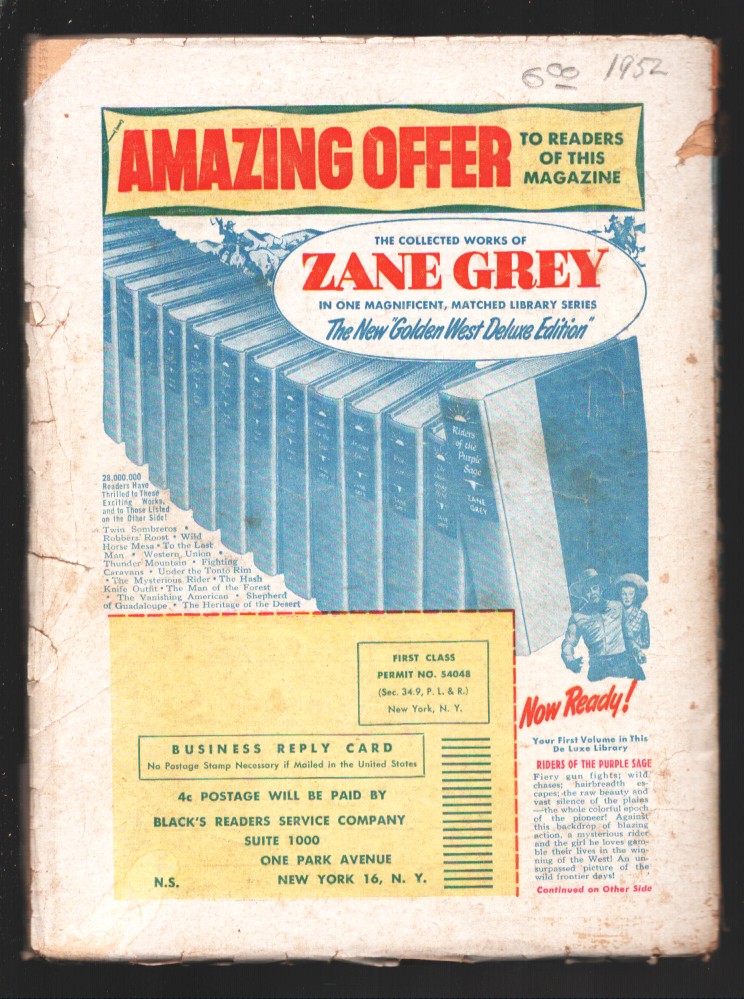 6.00 1952
AMAZING OFFER
TO READERS
OF THIS
MAGAZINE
THE COLLECTED WORKS OF
ZANE GREY
IN ONE MAGNIFICENT, MATCHED LIBRARY SERIES
The New "Golden West Deluxe Edition"
Riders
of the
Purple
Sage
ZANE
GREY
28,000,000
Readers Have
Thrilled to These
Exciting Works,
and to Those Listed
on the Other Side!
Twin Sombreros •
Robbers' Roost • Wild
Horse Mesa • To the Last
Man • Western Union •
Thunder Mountain • Fighting
Caravans • Under the Tonto Rim
• The Mysterious Rider • The Hash
Knife Outfit • The Man of the Forest
• The Vanishing American • Shepherd
of Guadaloupe • The Heritage of the Desert
FIRST CLASS
PERMIT NO. 54048
(Sec. 34.9, P. L. & R.)
New York, N. Y.
BUSINESS REPLY CARD
No Postage Stamp Necessary if Mailed in the United States
4c POSTAGE WILL BE PAID BY
BLACK'S READERS SERVICE COMPANY
SUITE 1000
ONE PARK AVENUE
N.S. NEW YORK 16, N. Y.
Now Ready!
Your First Volume in This
De Luxe Library
RIDERS OF THE PURPLE SAGE
Fiery gun fights; wild
chases; hairbreadth es-
capes; the raw beauty and
vast silence of the plains
—the whole colorful epoch
of the pioneer! Against
this backdrop of blazing
action, a mysterious rider
and the girl he loves gam-
ble their lives in the win-
ning of the West! An un-
surpassed picture of the
wild frontier days!
Continued on Other Side